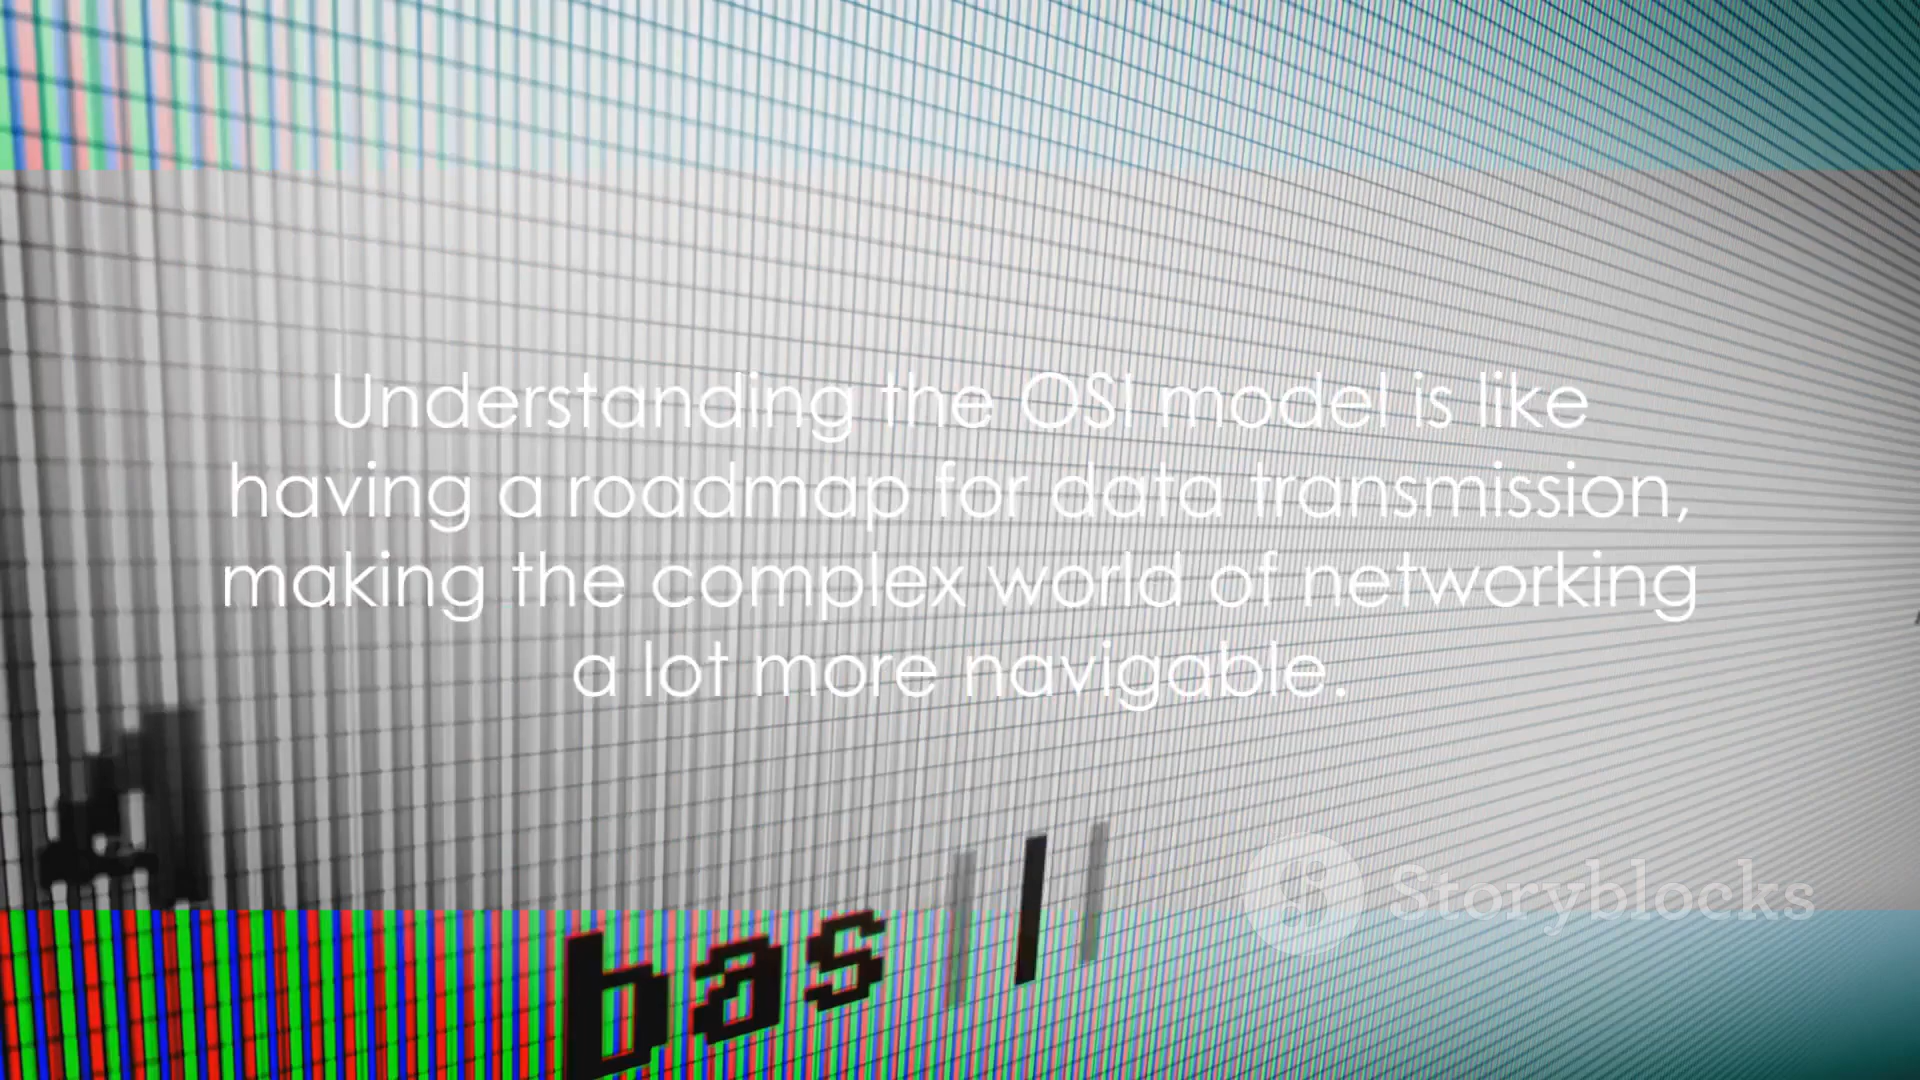 Understanding the OSI model is like
having a roadmap for data transmission,
making the complex world of networking
a lot more navigable.
Storyblocks
bas